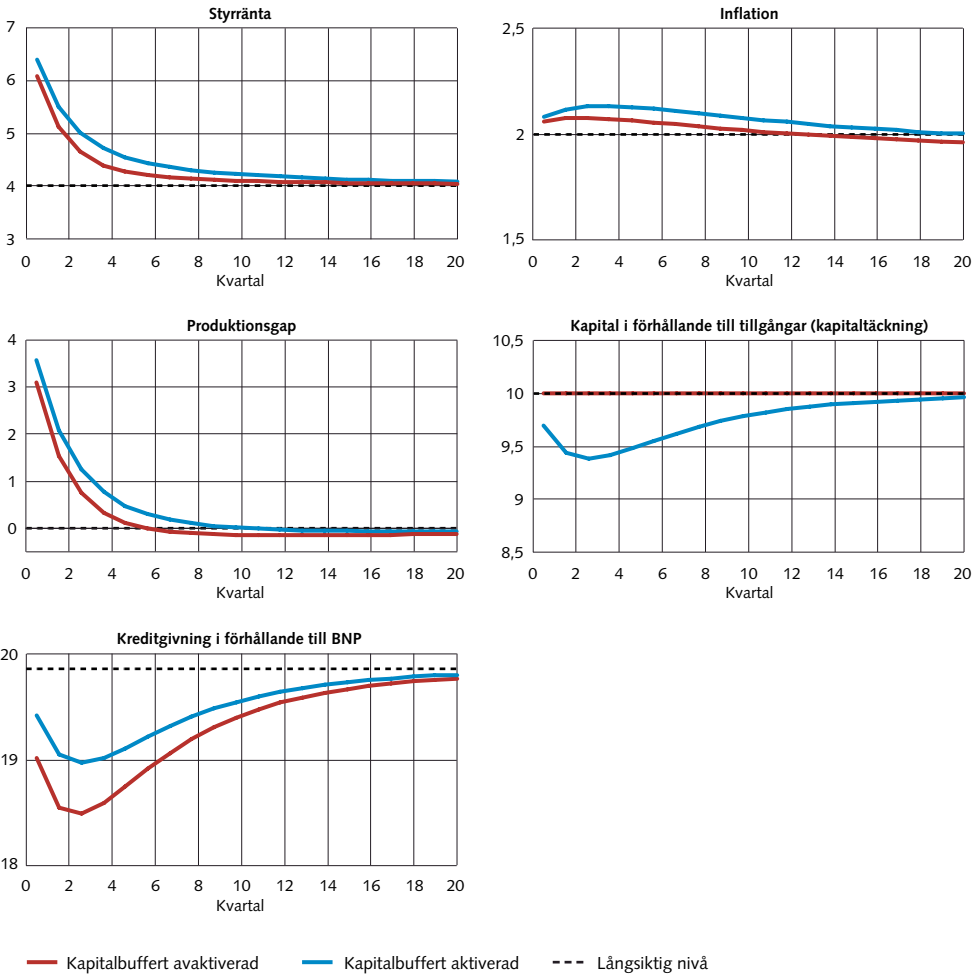 Styrränta
7
6
5
4
3
0 2 4 6 8 10 12 14 16 18 20
Kvartal
Inflation
2,5
2
1,5
0 2 4 6 8 10 12 14 16 18 20
Kvartal
Produktionsgap
4
3
2
1
0
0 2 4 6 8 10 12 14 16 18 20
Kvartal
Kapital i förhållande till tillgångar (kapitaltäckning)
10,5
10
9,5
9
8,5
0 2 4 6 8 10 12 14 16 18 20
Kvartal
Kreditgivning i förhållande till BNP
20
19
18
0 2 4 6 8 10 12 14 16 18 20
Kvartal
Kapitalbuffert avaktiverad Kapitalbuffert aktiverad Långsiktig nivå